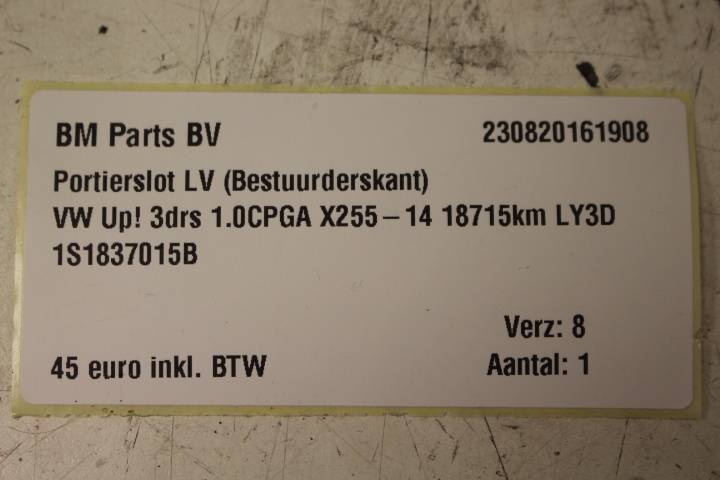 BM Parts BV 230820161908
Portierslot LV (Bestuurderskant)
VW Up! 3drs 1.0CPGA X255-14 18715km LY3D
1S1837015B
Verz: 8
45 euro inkl. BTW Aantal: 1